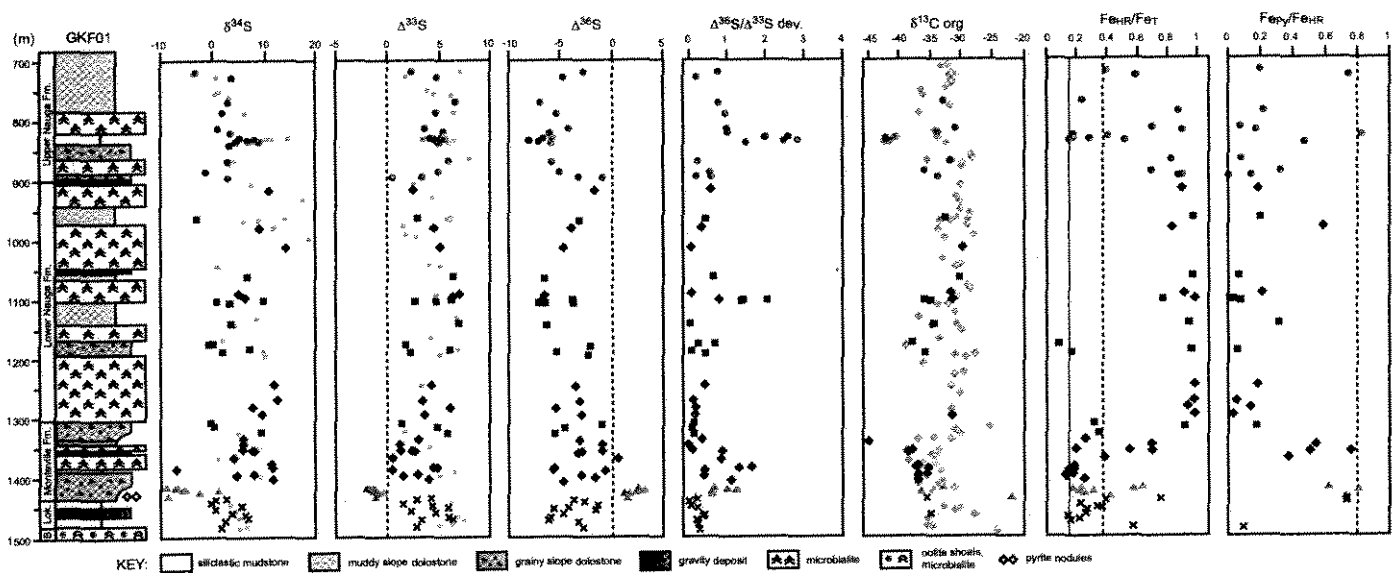 δ³⁴S Δ³³S Δ³⁶S Δ³⁶S/Δ³³S dev. δ¹³C org FeHR/FeT FePy/FeHR
(m) GKF01 -10 0 10 20 -5 0 5 10 -10 -5 0 5 0 1 2 3 4 -45 -40 -35 -30 -25 -20 0 0.2 0.4 0.6 0.8 1 0 0.2 0.4 0.6 0.8 1
700
800
900
1000
1100
1200
1300
1400
1500
Upper Nauga Fm.
Lower Nauga Fm.
Monteville Fm.
Lok.
B
KEY: siliciclastic mudstone muddy slope dolostone grainy slope dolostone gravity deposit microbialite oolite shoals, microbialite pyrite nodules